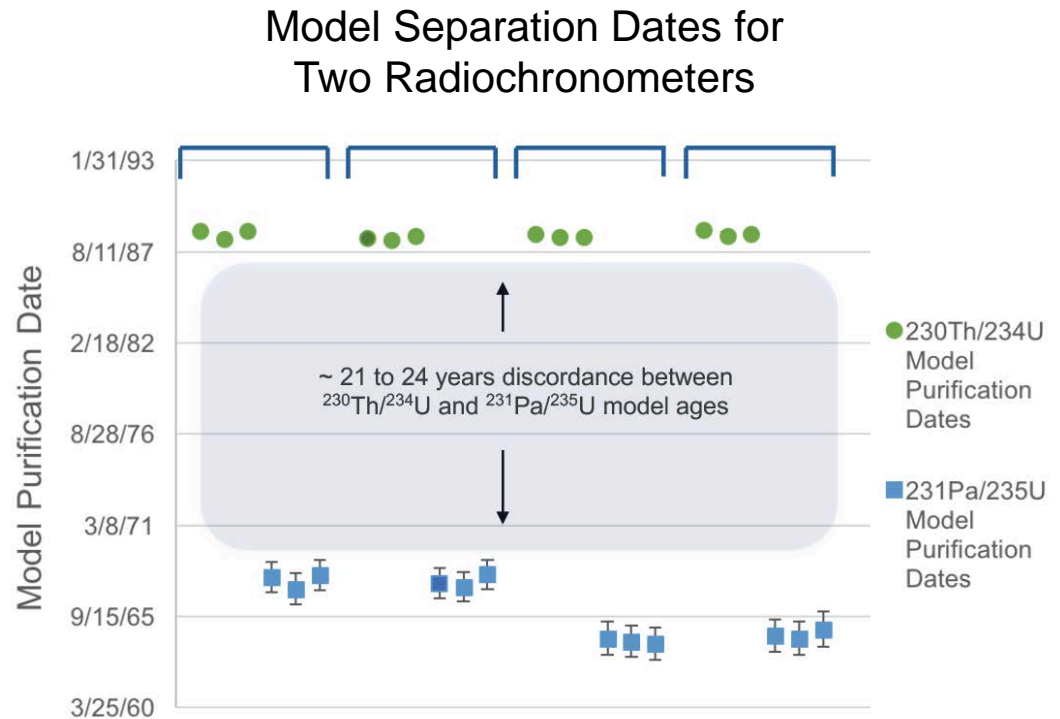 Model Separation Dates for
Two Radiochronometers
Model Purification Date
1/31/93
8/11/87
2/18/82
8/28/76
3/8/71
9/15/65
3/25/60
~ 21 to 24 years discordance between
²³⁰Th/²³⁴U and ²³¹Pa/²³⁵U model ages
230Th/234U
Model
Purification
Dates
231Pa/235U
Model
Purification
Dates